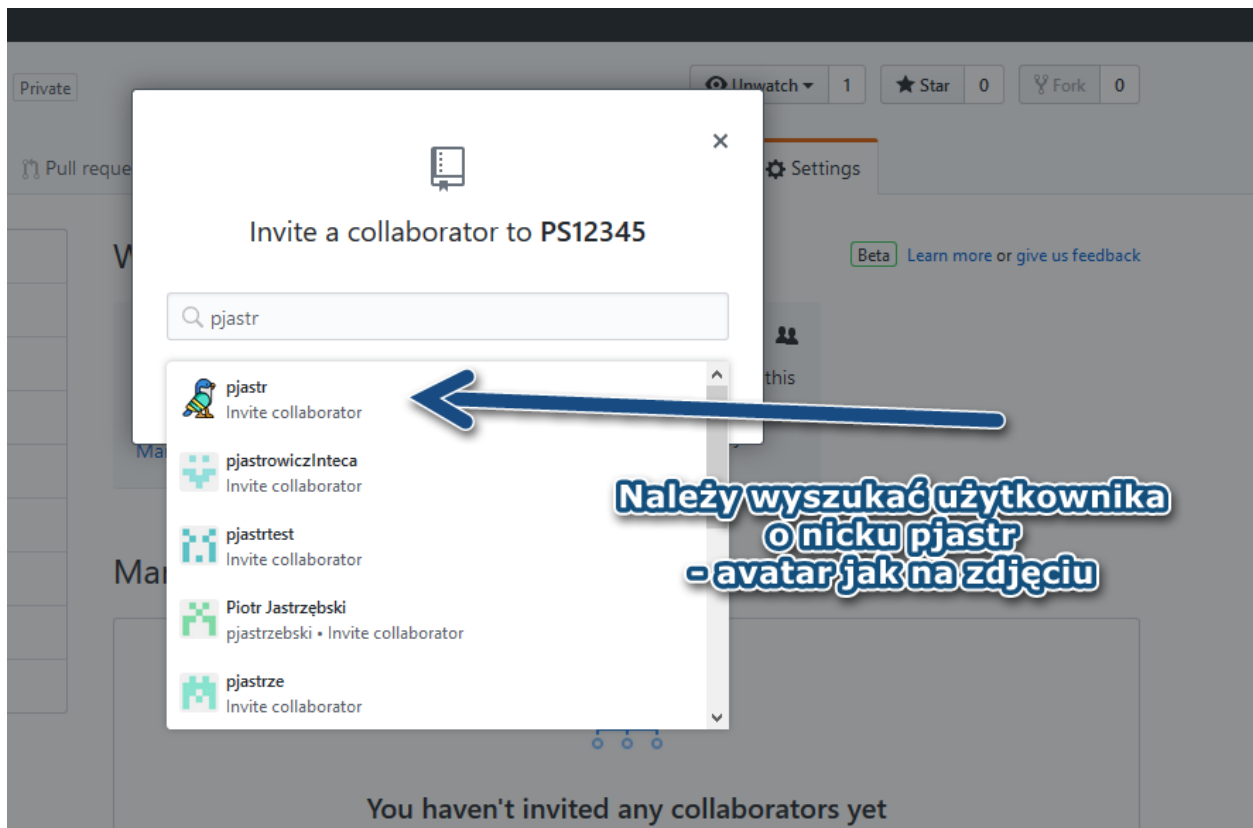 Private
Unwatch 1
Star 0
Fork 0
Pull reque
Settings
Invite a collaborator to PS12345
Beta Learn more or give us feedback
pjastr
this
pjastr
Invite collaborator
pjastrowiczInteca
Invite collaborator
pjastrtest
Invite collaborator
Piotr Jastrzębski
pjastrzebski • Invite collaborator
pjastrze
Invite collaborator
Należy wyszukać użytkownika
o nicku pjastr
- avatar jak na zdjęciu
You haven't invited any collaborators yet